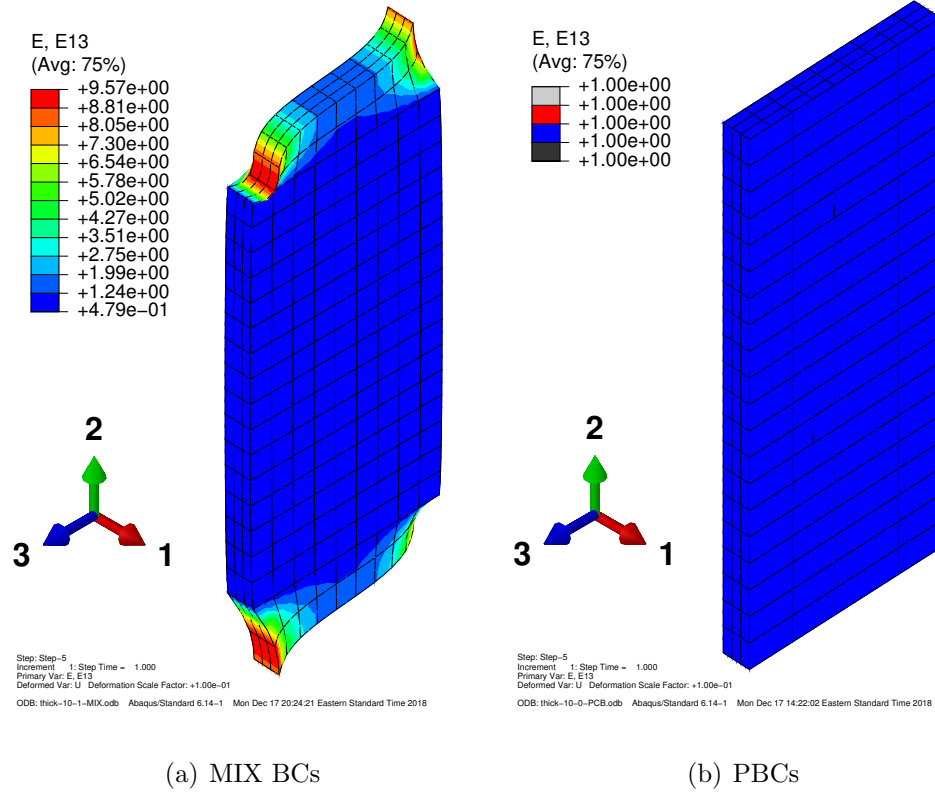 E, E13
(Avg: 75%)
+9.57e+00
+8.81e+00
+8.05e+00
+7.30e+00
+6.54e+00
+5.78e+00
+5.02e+00
+4.27e+00
+3.51e+00
+2.75e+00
+1.99e+00
+1.24e+00
+4.79e−01
2
3
1
Step: Step−5
Increment 1: Step Time = 1.000
Primary Var: E, E13
Deformed Var: U Deformation Scale Factor: +1.00e−01
ODB: thick−10−1−MIX.odb Abaqus/Standard 6.14−1 Mon Dec 17 20:24:21 Eastern Standard Time 2018
(a) MIX BCs
E, E13
(Avg: 75%)
+1.00e+00
+1.00e+00
+1.00e+00
+1.00e+00
+1.00e+00
2
3
1
Step: Step−5
Increment 1: Step Time = 1.000
Primary Var: E, E13
Deformed Var: U Deformation Scale Factor: +1.00e−01
ODB: thick−10−0−PCB.odb Abaqus/Standard 6.14−1 Mon Dec 17 14:22:02 Eastern Standard Time 2018
(b) PBCs